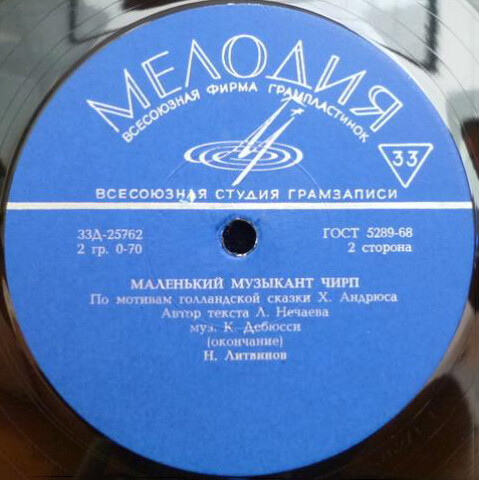 МЕЛОДИЯ
ВСЕСОЮЗНАЯ ФИРМА ГРАМПЛАСТИНОК
33
ВСЕСОЮЗНАЯ СТУДИЯ ГРАМЗАПИСИ
33Д-25762 ГОСТ 5289-68
2 гр. 0-70 2 сторона
МАЛЕНЬКИЙ МУЗЫКАНТ ЧИРП
По мотивам голландской сказки Х. Андрюса
Автор текста Л. Нечаева
муз. К. Дебюсси
(окончание)
Н. Литвинов